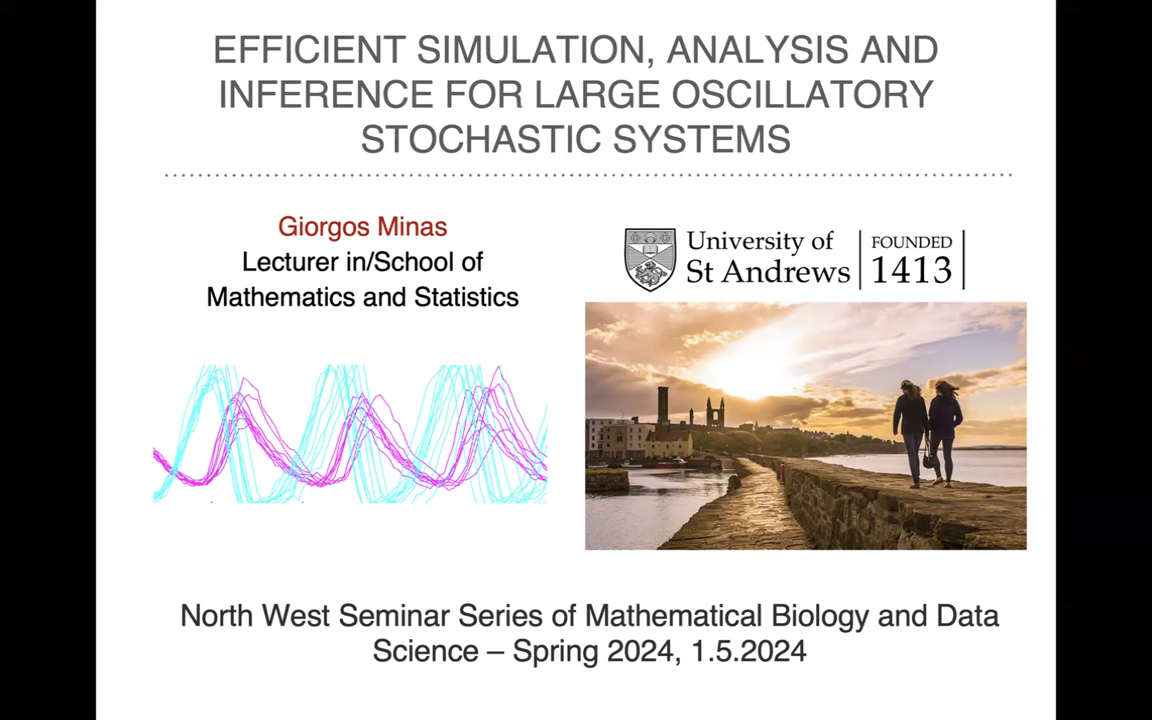 EFFICIENT SIMULATION, ANALYSIS AND
INFERENCE FOR LARGE OSCILLATORY
STOCHASTIC SYSTEMS
Giorgos Minas
Lecturer in/School of
Mathematics and Statistics
University of
St Andrews
FOUNDED
1413
North West Seminar Series of Mathematical Biology and Data
Science – Spring 2024, 1.5.2024